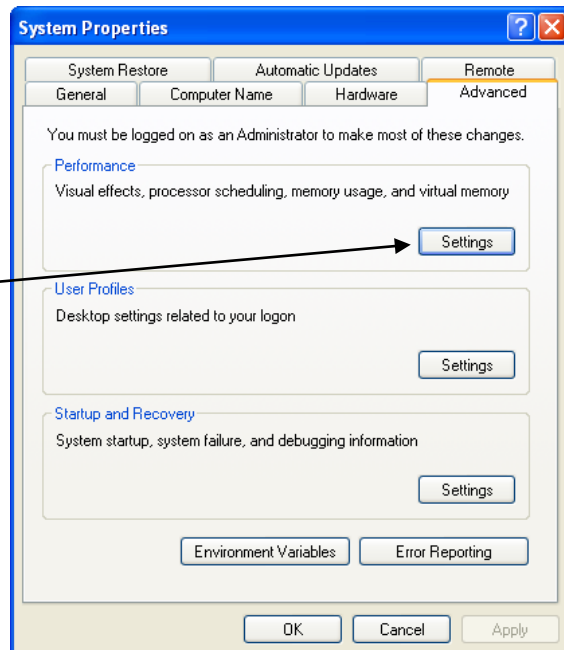 System Properties
System Restore Automatic Updates Remote
General Computer Name Hardware Advanced
You must be logged on as an Administrator to make most of these changes.
Performance
Visual effects, processor scheduling, memory usage, and virtual memory
Settings
User Profiles
Desktop settings related to your logon
Settings
Startup and Recovery
System startup, system failure, and debugging information
Settings
Environment Variables Error Reporting
OK Cancel Apply